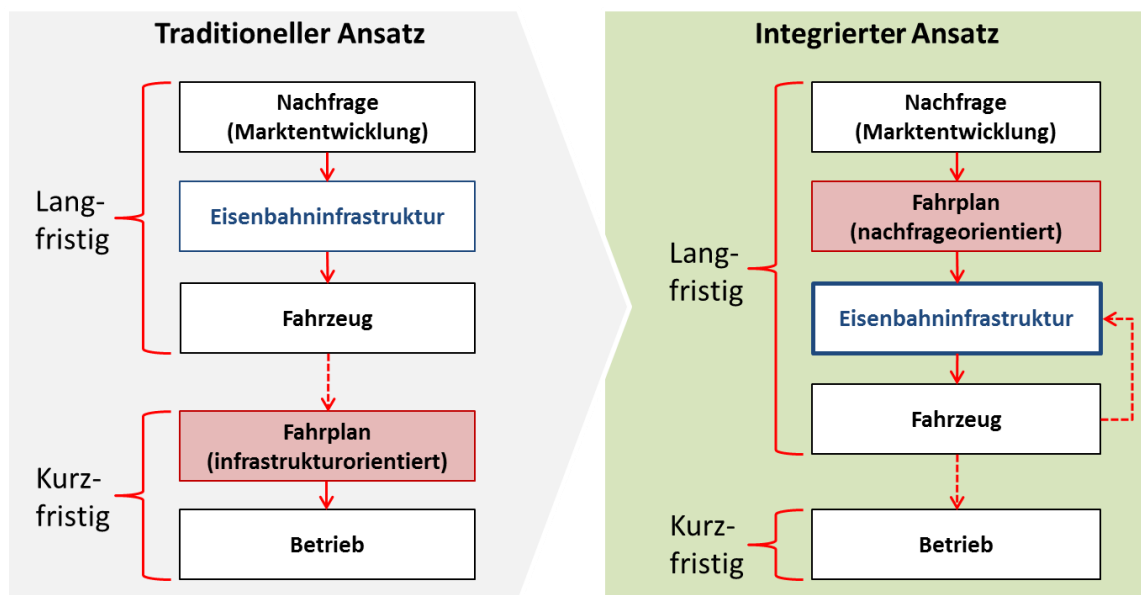 Traditioneller Ansatz
Lang-
fristig
Nachfrage
(Marktentwicklung)
Eisenbahninfrastruktur
Fahrzeug
Kurz-
fristig
Fahrplan
(infrastrukturorientiert)
Betrieb
Integrierter Ansatz
Lang-
fristig
Nachfrage
(Marktentwicklung)
Fahrplan
(nachfrageorientiert)
Eisenbahninfrastruktur
Fahrzeug
Kurz-
fristig
Betrieb